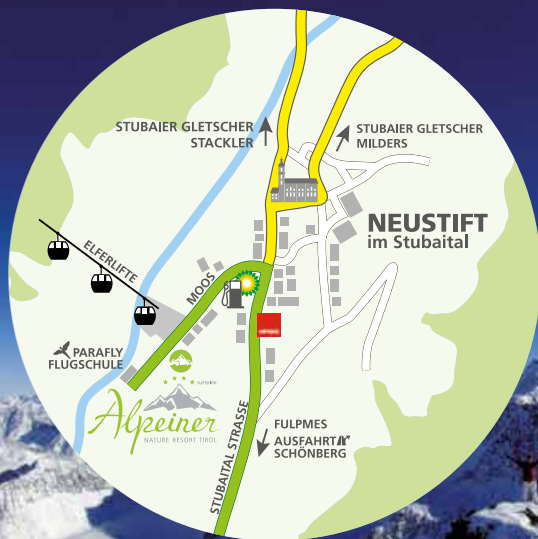 STUBAIER GLETSCHER
STACKLER
STUBAIER GLETSCHER
MILDERS
NEUSTIFT
im Stubaital
ELFERLIFTE
MOOS
PARAFLY
FLUGSCHULE
SUPERIOR
Alpeiner
NATURE RESORT TIROL
STUBAITAL STRASSE
FULPMES
AUSFAHRT
SCHÖNBERG